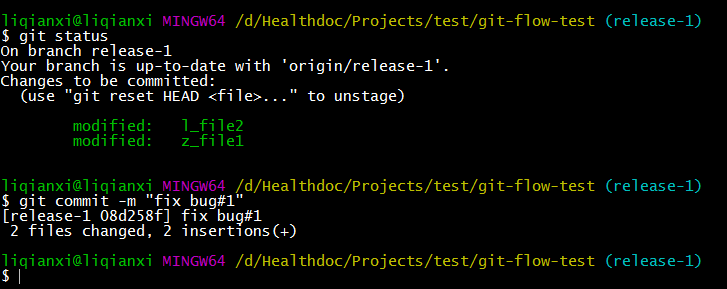 liqianxi@liqianxi MINGW64 /d/Healthdoc/Projects/test/git-flow-test (release-1)
$ git status
On branch release-1
Your branch is up-to-date with 'origin/release-1'.
Changes to be committed:
  (use "git reset HEAD <file>..." to unstage)
        modified:   l_file2
        modified:   z_file1
liqianxi@liqianxi MINGW64 /d/Healthdoc/Projects/test/git-flow-test (release-1)
$ git commit -m "fix bug#1"
[release-1 08d258f] fix bug#1
 2 files changed, 2 insertions(+)
liqianxi@liqianxi MINGW64 /d/Healthdoc/Projects/test/git-flow-test (release-1)
$